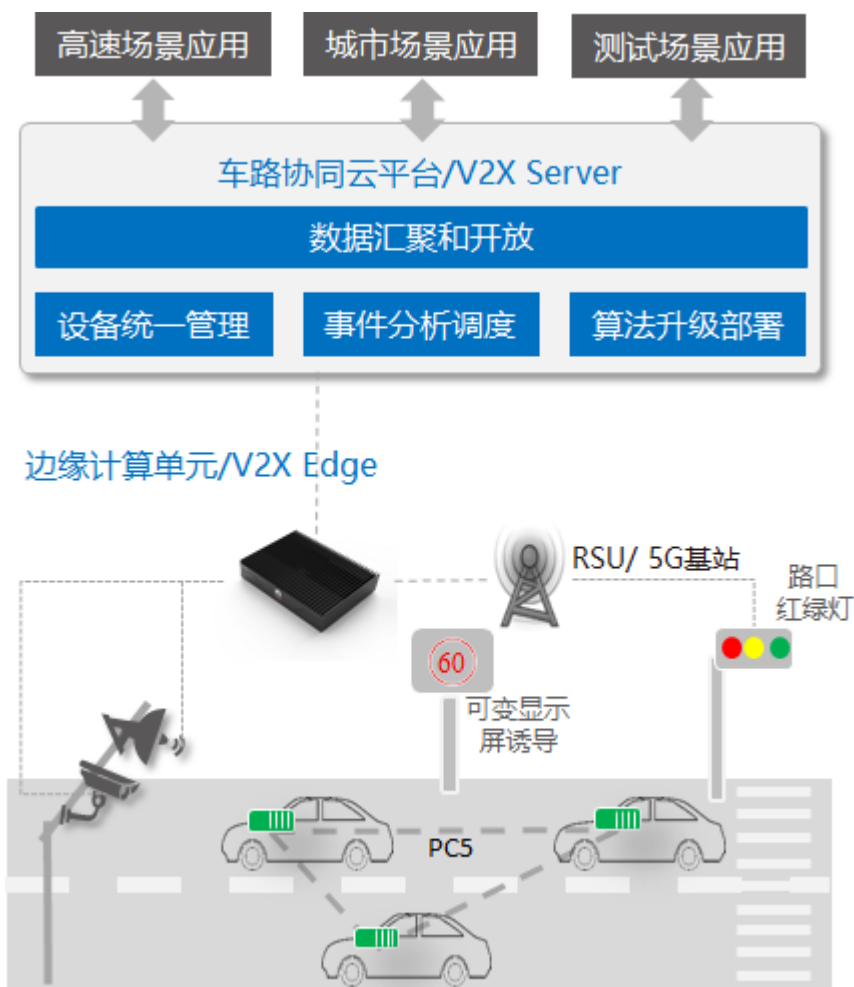 高速场景应用
城市场景应用
测试场景应用
车路协同云平台/V2X Server
数据汇聚和开放
设备统一管理
事件分析调度
算法升级部署
边缘计算单元/V2X Edge
RSU/ 5G基站
路口
红绿灯
60
可变显示
屏诱导
PC5